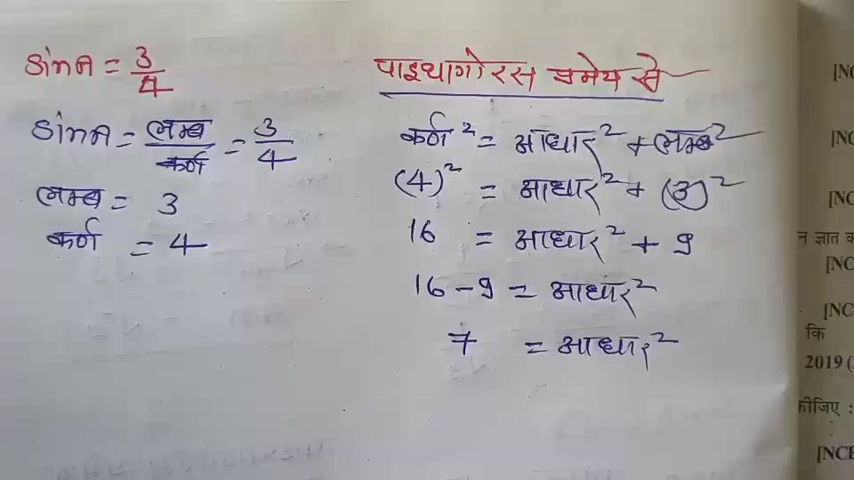 sinA = 3/4
sinA = लम्ब/कर्ण = 3/4
लम्ब = 3
कर्ण = 4
पाइथागोरस प्रमेय से
कर्ण² = आधार² + लम्ब²
(4)² = आधार² + (3)²
16 = आधार² + 9
16 - 9 = आधार²
7 = आधार²
[NC
[NC
[NC
न ज्ञात क
[NC
[NC
कि
2019 (
कीजिए :
[NCE